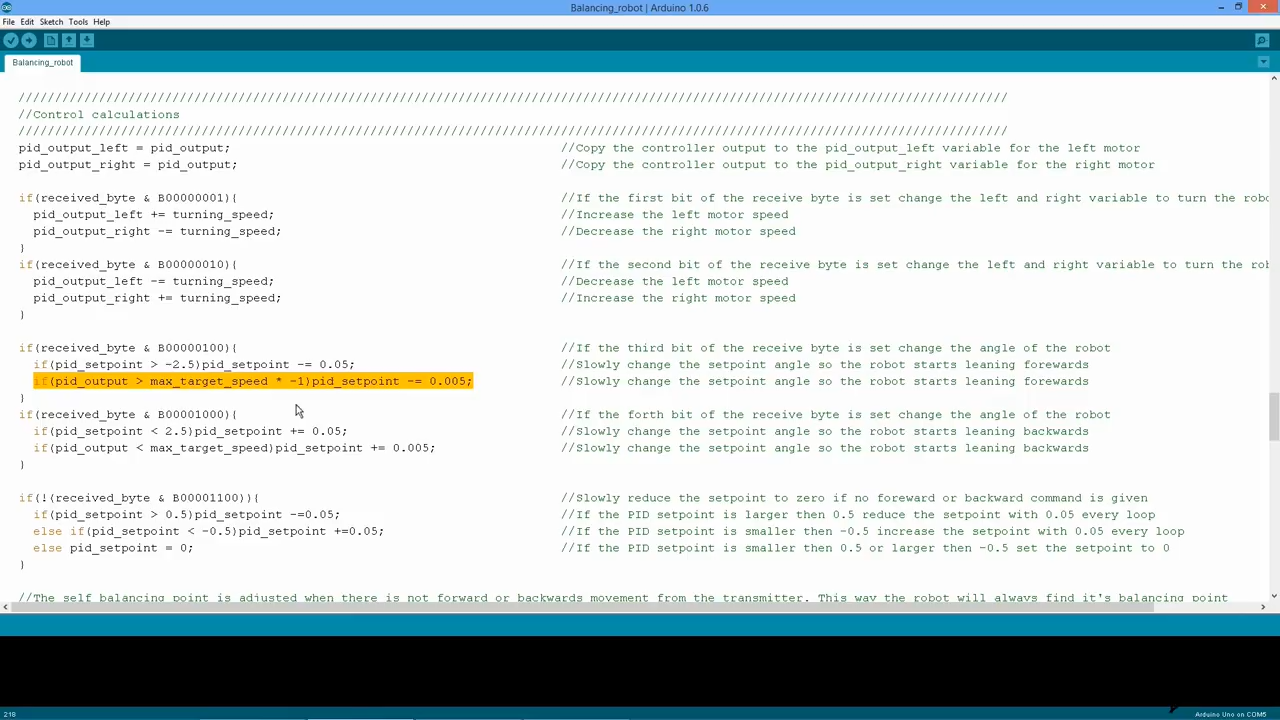 Balancing_robot | Arduino 1.0.6
File Edit Sketch Tools Help
Balancing_robot
////////////////////////////////////////////////////////////////////////////////////////////////////////////////////////////////////////
//Control calculations
////////////////////////////////////////////////////////////////////////////////////////////////////////////////////////////////////////
pid_output_left = pid_output; //Copy the controller output to the pid_output_left variable for the left motor
pid_output_right = pid_output; //Copy the controller output to the pid_output_right variable for the right motor
if(received_byte & B00000001){ //If the first bit of the receive byte is set change the left and right variable to turn the robo
pid_output_left += turning_speed; //Increase the left motor speed
pid_output_right -= turning_speed; //Decrease the right motor speed
}
if(received_byte & B00000010){ //If the second bit of the receive byte is set change the left and right variable to turn the rob
pid_output_left -= turning_speed; //Decrease the left motor speed
pid_output_right += turning_speed; //Increase the right motor speed
}
if(received_byte & B00000100){ //If the third bit of the receive byte is set change the angle of the robot
if(pid_setpoint > -2.5)pid_setpoint -= 0.05; //Slowly change the setpoint angle so the robot starts leaning forewards
if(pid_output > max_target_speed * -1)pid_setpoint -= 0.005; //Slowly change the setpoint angle so the robot starts leaning forewards
}
if(received_byte & B00001000){ //If the forth bit of the receive byte is set change the angle of the robot
if(pid_setpoint < 2.5)pid_setpoint += 0.05; //Slowly change the setpoint angle so the robot starts leaning backwards
if(pid_output < max_target_speed)pid_setpoint += 0.005; //Slowly change the setpoint angle so the robot starts leaning backwards
}
if(!(received_byte & B00001100)){ //Slowly reduce the setpoint to zero if no foreward or backward command is given
if(pid_setpoint > 0.5)pid_setpoint -=0.05; //If the PID setpoint is larger then 0.5 reduce the setpoint with 0.05 every loop
else if(pid_setpoint < -0.5)pid_setpoint +=0.05; //If the PID setpoint is smaller then -0.5 increase the setpoint with 0.05 every loop
else pid_setpoint = 0; //If the PID setpoint is smaller then 0.5 or larger then -0.5 set the setpoint to 0
}
//The self balancing point is adjusted when there is not forward or backwards movement from the transmitter. This way the robot will always find it's balancing point
218 Arduino Uno on COM5